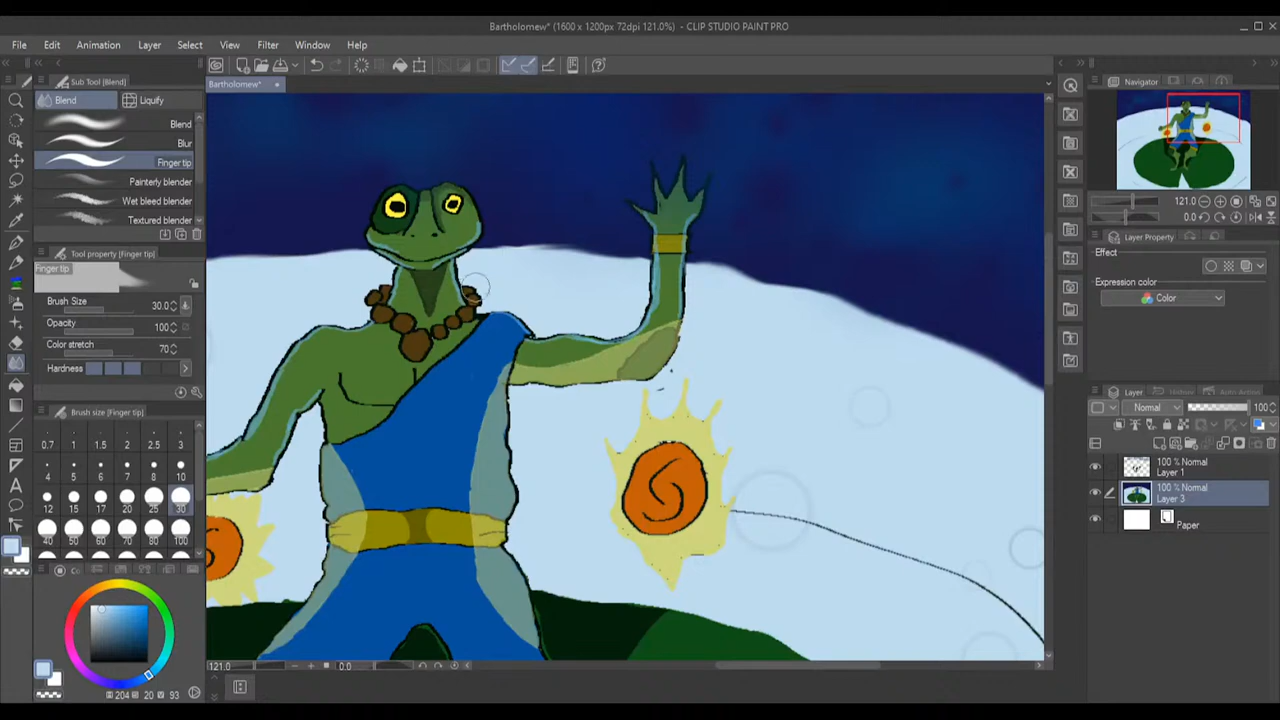 Bartholomew* (1600 x 1200px 72dpi 121.0%) - CLIP STUDIO PAINT PRO
File Edit Animation Layer Select View Filter Window Help
Sub Tool [Blend]
Bartholomew*
Navigator
Blend Liquify
Blend
Blur
Finger tip
Painterly blender
Wet blender
Textured blender
121.0
0.0
Tool property [Finger tip]
Layer Property
Finger tip
Effect
Brush Size 30.0
Expression color
Color
Opacity 100
Color stretch 70
Hardness
Layer History Auto Action
Brush size [Finger tip]
Normal 100
0.7 1 1.5 2 2.5 3
4 5 6 7 8 10
12 15 17 20 25 30
40 50 60 70 80 100
100 % Normal
Layer 1
100 % Normal
Layer 3
Paper
121.0 0.0
204 20 93